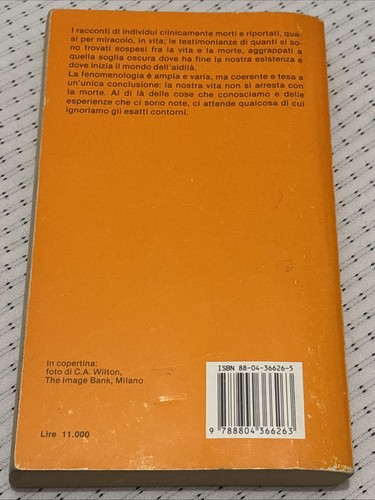 I racconti di individui clinicamente morti e riportati, qua-
si per miracolo, in vita; le testimonianze di quanti si so-
no trovati sospesi fra la vita e la morte, aggrappati a
quella soglia oscura dove ha fine la nostra esistenza e
dove inizia il mondo dell'aldilà.
La fenomenologia è ampia e varia, ma coerente e tesa a
un'unica conclusione: la nostra vita non si arresta con
la morte. Al di là delle cose che conosciamo e delle
esperienze che ci sono note, ci attende qualcosa di cui
ignoriamo gli esatti contorni.
In copertina:
foto di C.A. Wilton,
The Image Bank, Milano
ISBN 88-04-36626-5
Lire 11.000
9 788804 366263